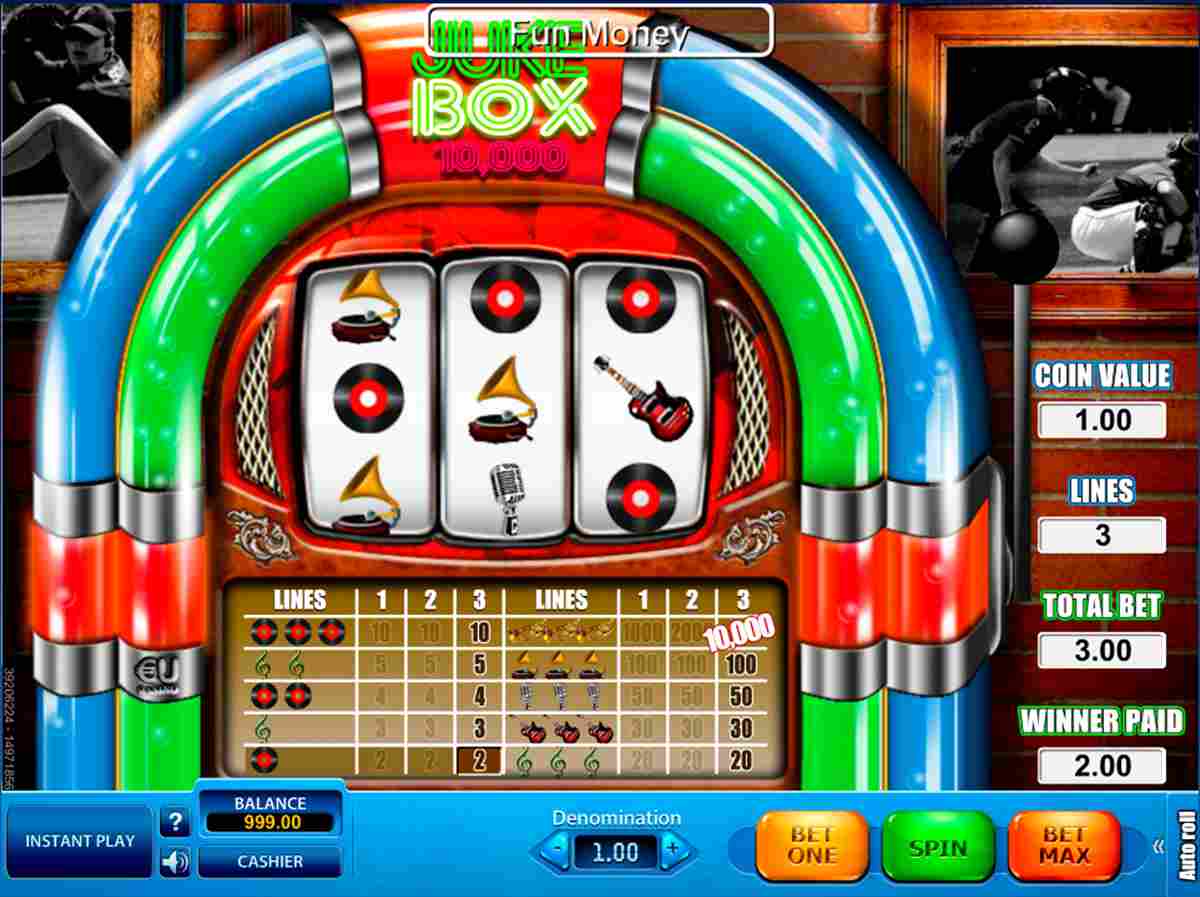 Fun Money
JUKE
BOX
10,000
COIN VALUE
1.00
LINES
3
TOTAL BET
3.00
WINNER PAID
2.00
LINES 1 2 3 LINES 1 2 3
10 10 10 1000 10,000
5 5 5 100 100 100
4 4 4 50 50 50
3 3 3 30 30 30
2 2 2 20 20 20
EU
39206224 - 14971856
INSTANT PLAY
?
BALANCE
999.00
CASHIER
Denomination
- 1.00 +
BET ONE
SPIN
BET MAX
«
Auto roll